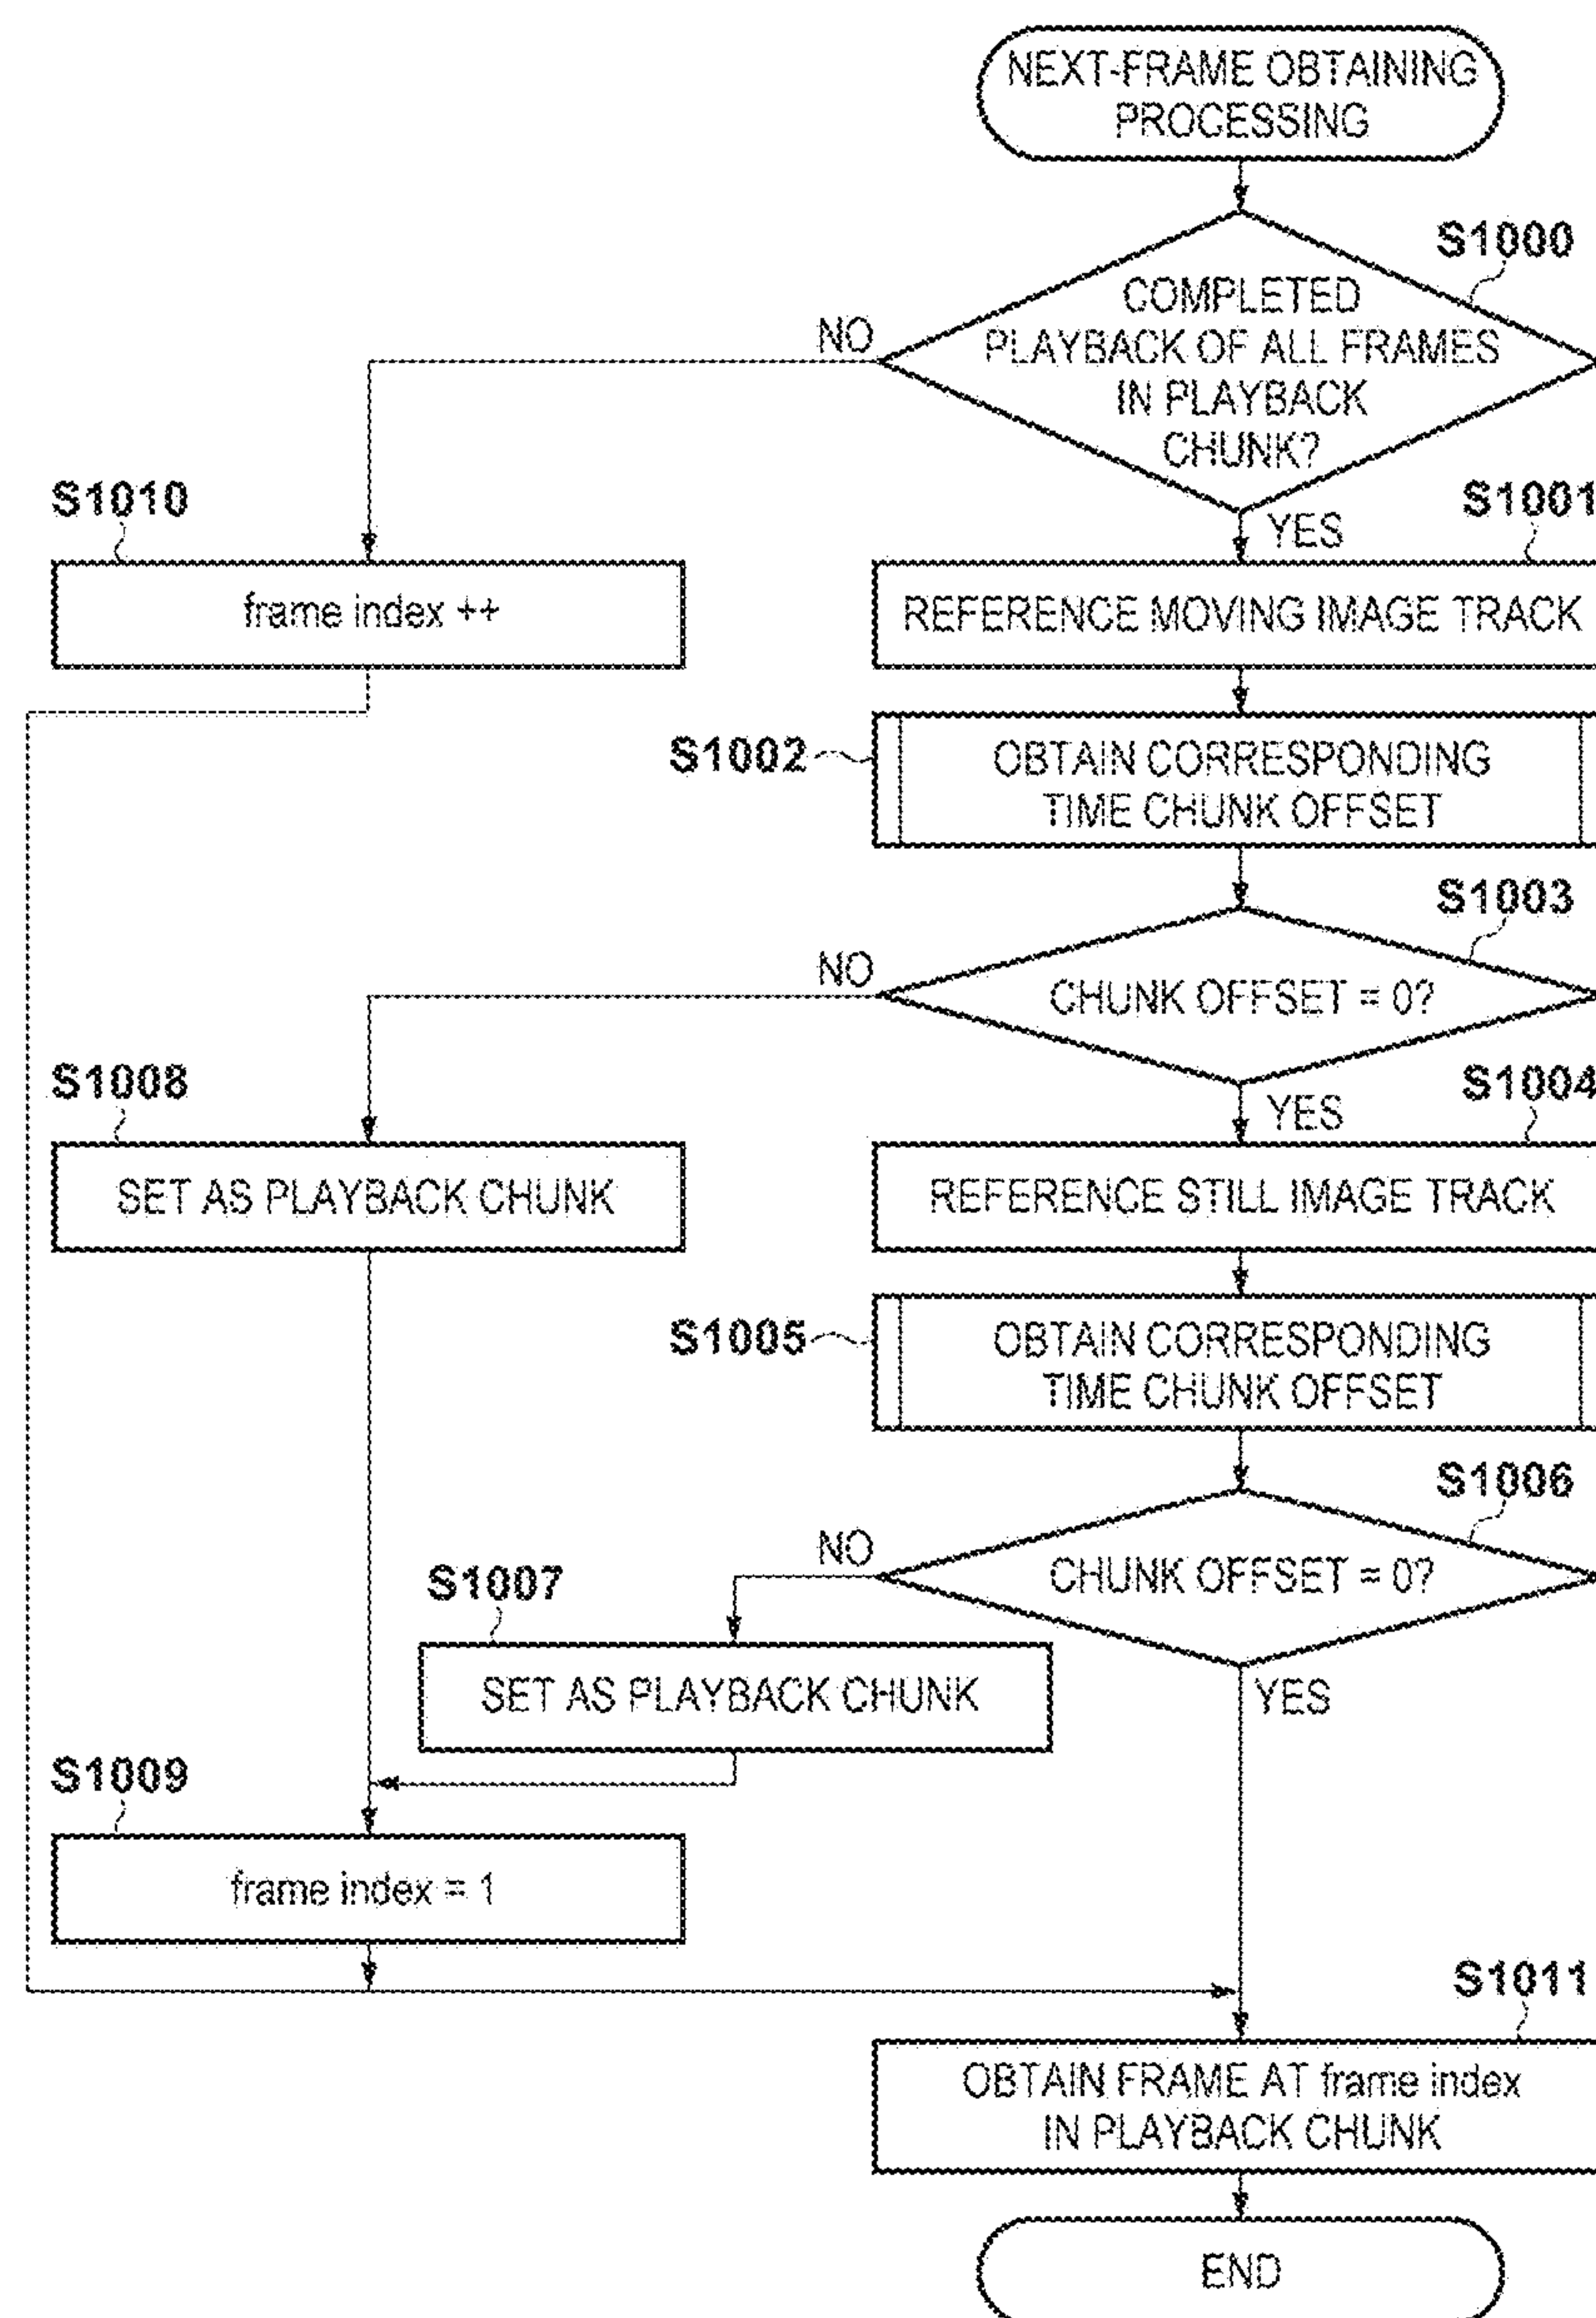 NEXT-FRAME OBTAINING
PROCESSING
S1000
COMPLETED
PLAYBACK OF ALL FRAMES
IN PLAYBACK
CHUNK?
NO
YES
S1010
frame index ++
S1001
REFERENCE MOVING IMAGE TRACK
S1002
OBTAIN CORRESPONDING
TIME CHUNK OFFSET
S1003
CHUNK OFFSET = 0?
NO
YES
S1008
SET AS PLAYBACK CHUNK
S1004
REFERENCE STILL IMAGE TRACK
S1005
OBTAIN CORRESPONDING
TIME CHUNK OFFSET
S1006
CHUNK OFFSET = 0?
NO
YES
S1007
SET AS PLAYBACK CHUNK
S1009
frame index = 1
S1011
OBTAIN FRAME AT frame index
IN PLAYBACK CHUNK
END